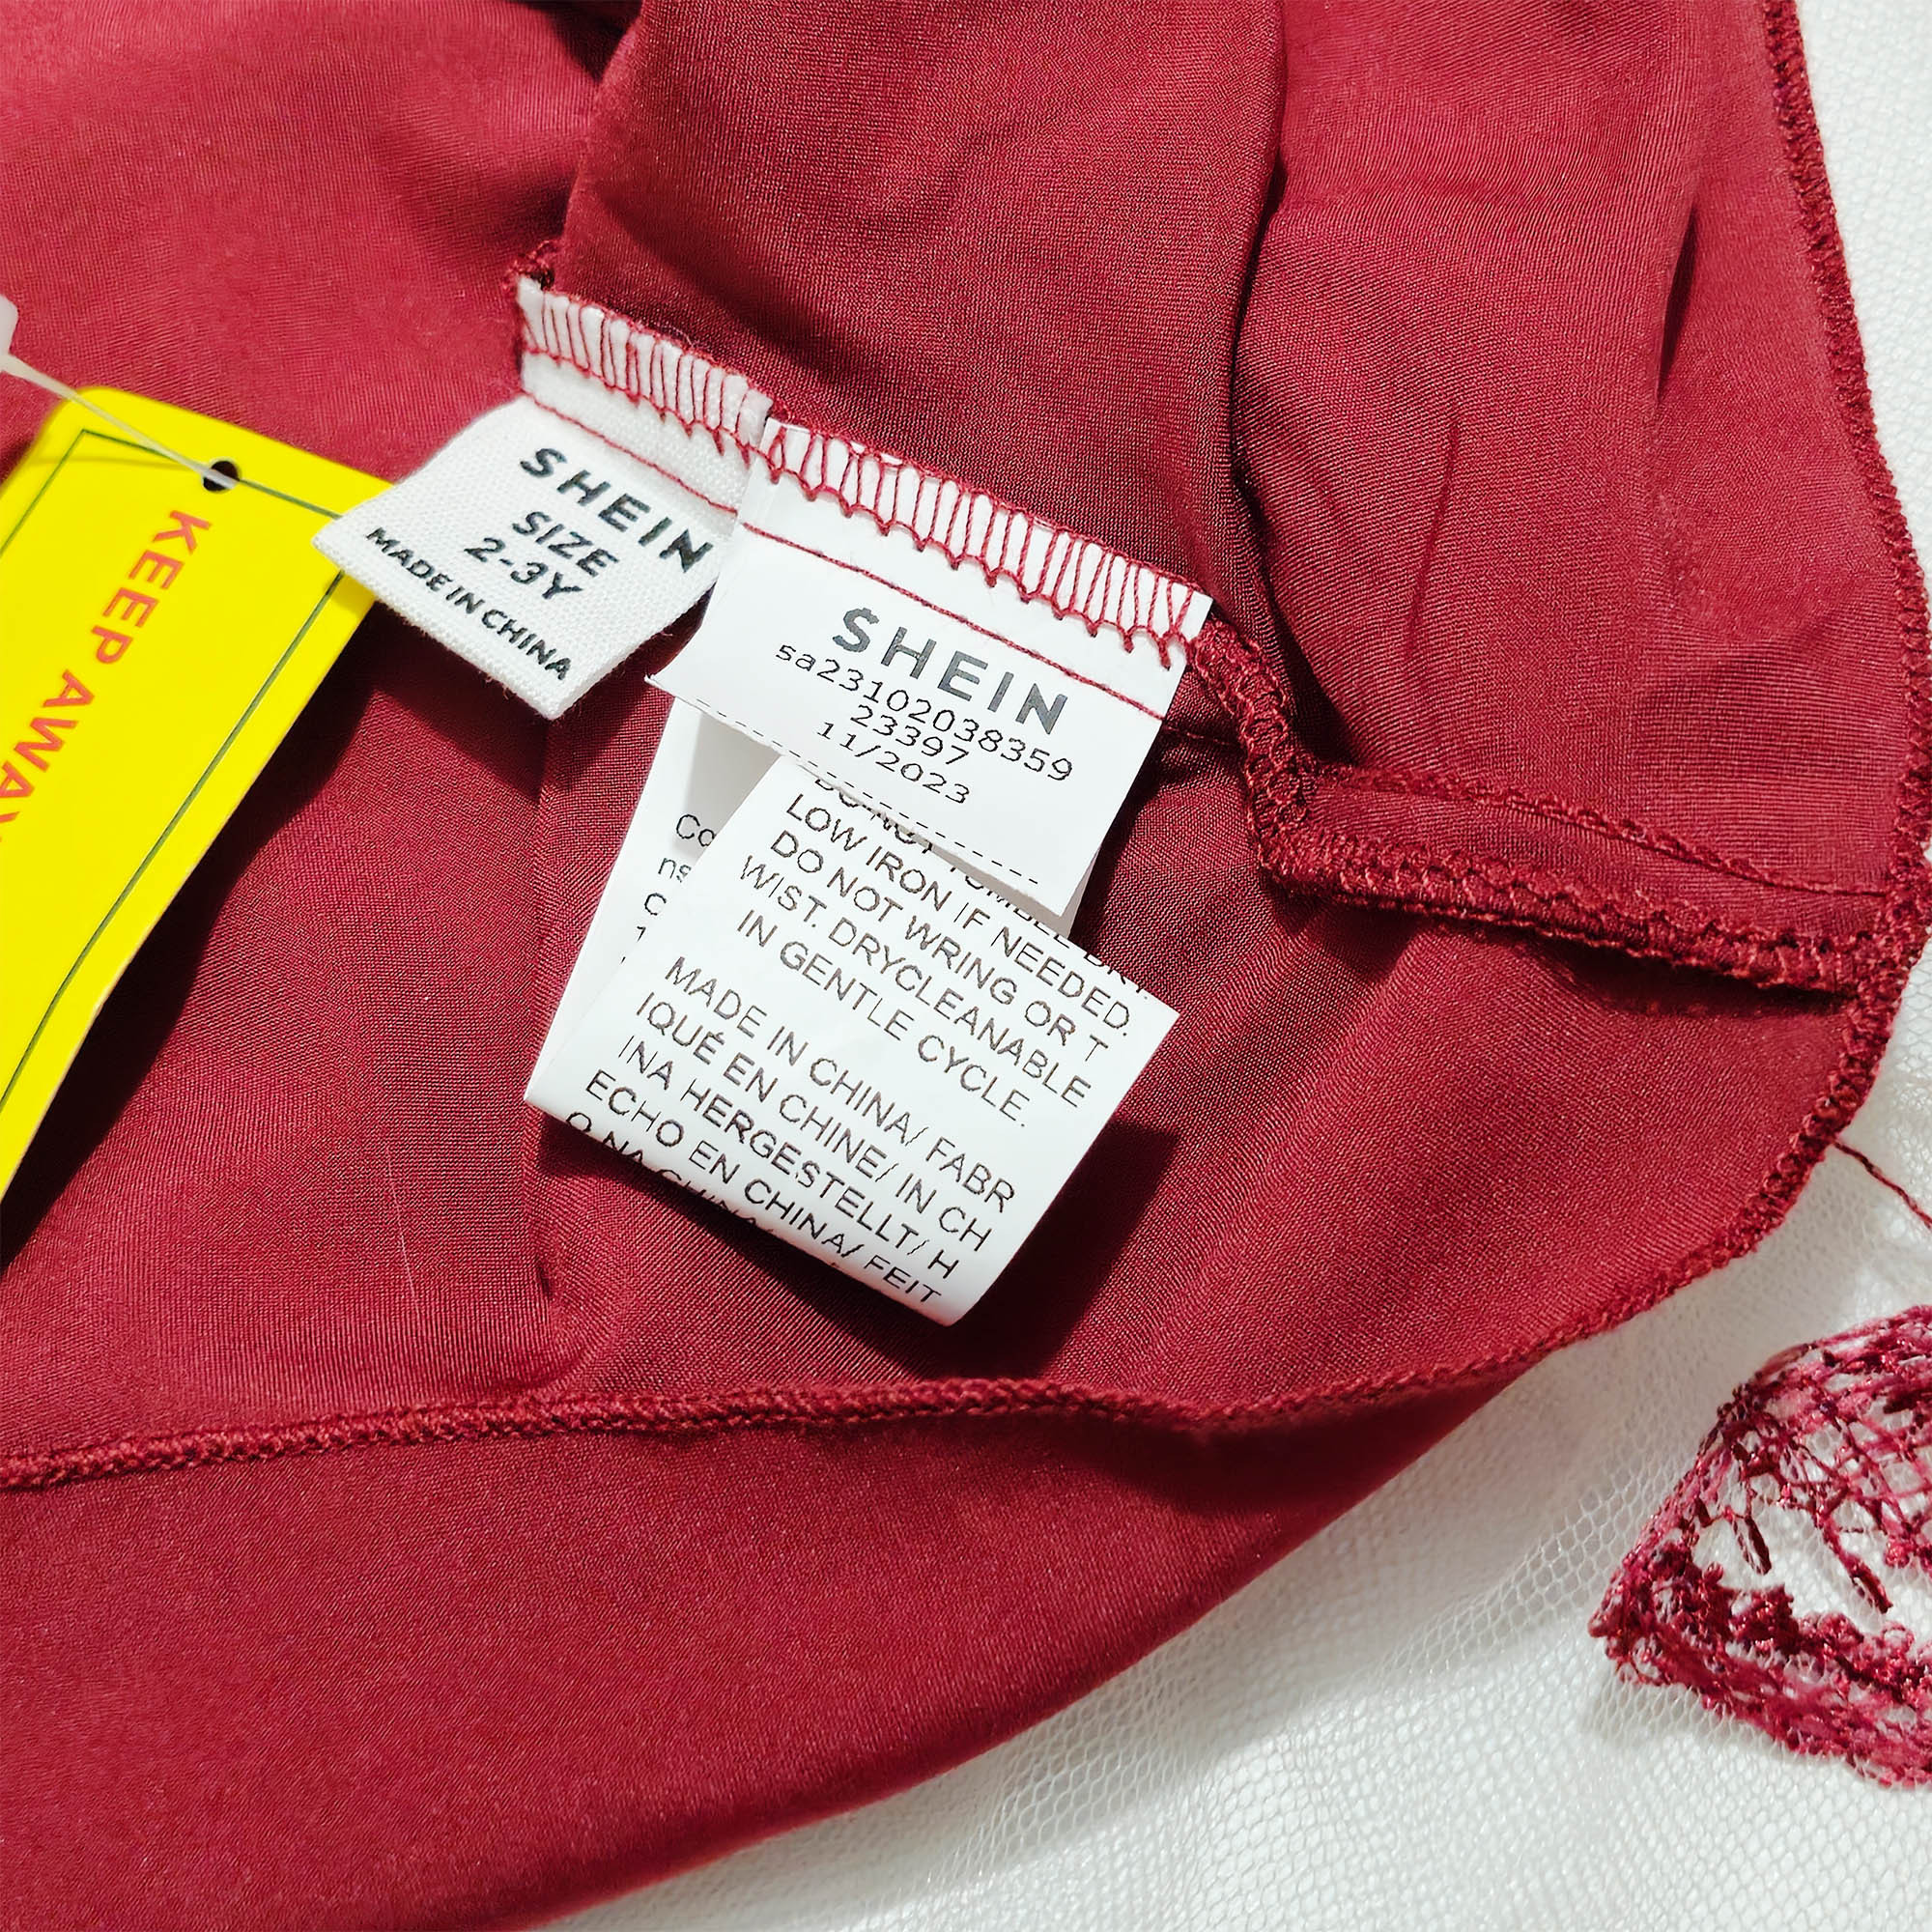 KEEP AWAY
SHEIN
SIZE
2-3Y
MADE IN CHINA
SHEIN
sa23102038359
23397
11/2023
LOW IRON IF NEEDED.
DO NOT WRING OR T
WIST. DRYCLEANABLE
IN GENTLE CYCLE.
MADE IN CHINA/ FABR
IQUÉ EN CHINE/ IN CH
INA HERGESTELLT/ H
ECHO EN CHINA/ FEIT
O NA CHINA/